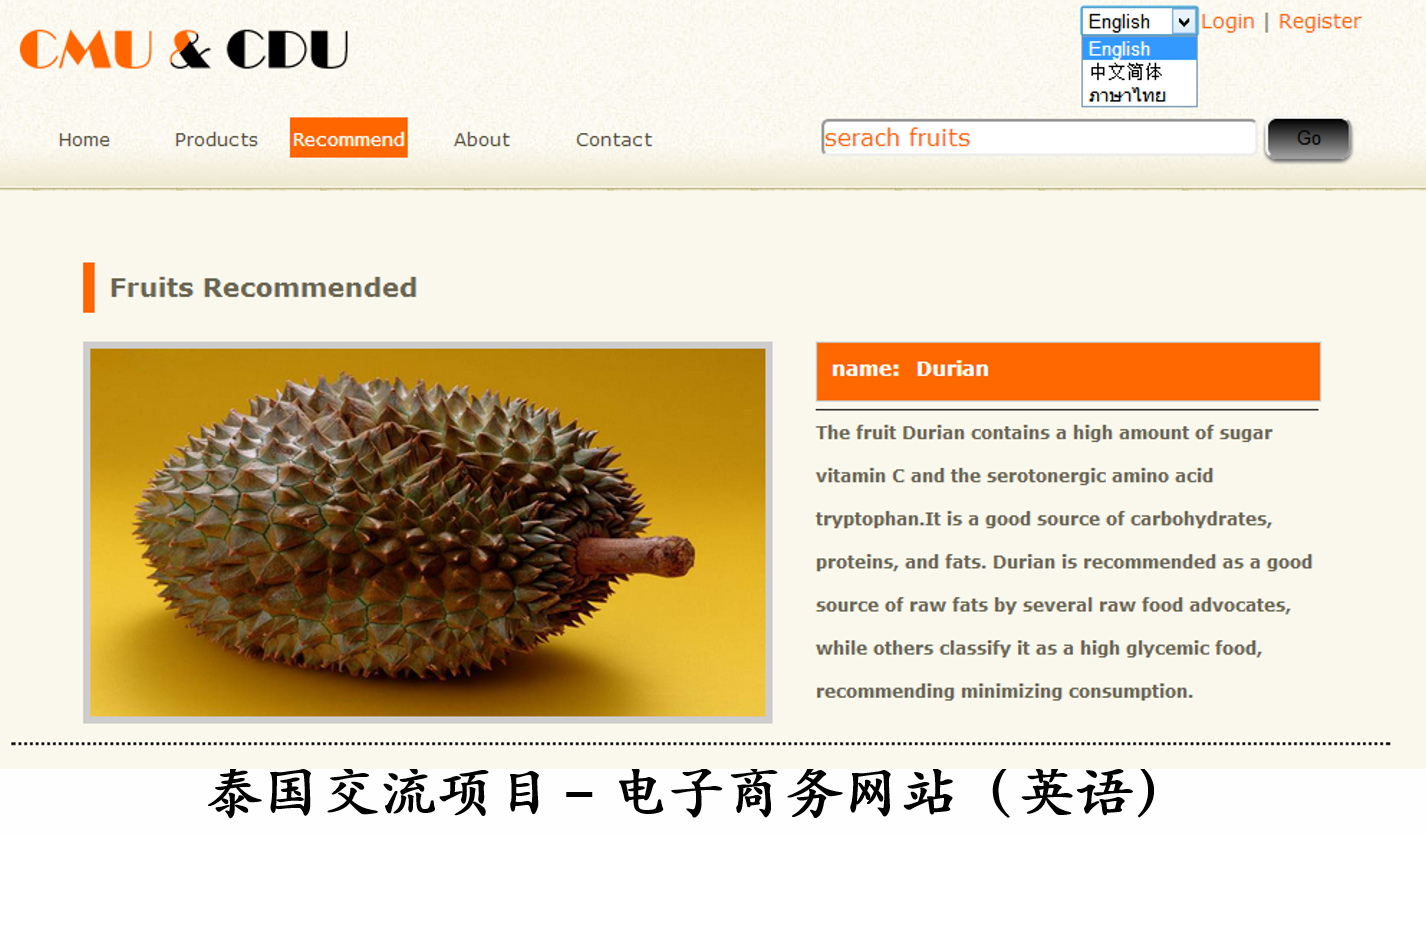 CMU & CDU
English
Login | Register
English
中文简体
ภาษาไทย
Home Products Recommend About Contact
serach fruits
Go
Fruits Recommended
name: Durian
The fruit Durian contains a high amount of sugar
vitamin C and the serotonergic amino acid
tryptophan.It is a good source of carbohydrates,
proteins, and fats. Durian is recommended as a good
source of raw fats by several raw food advocates,
while others classify it as a high glycemic food,
recommending minimizing consumption.
泰国交流项目－电子商务网站（英语）